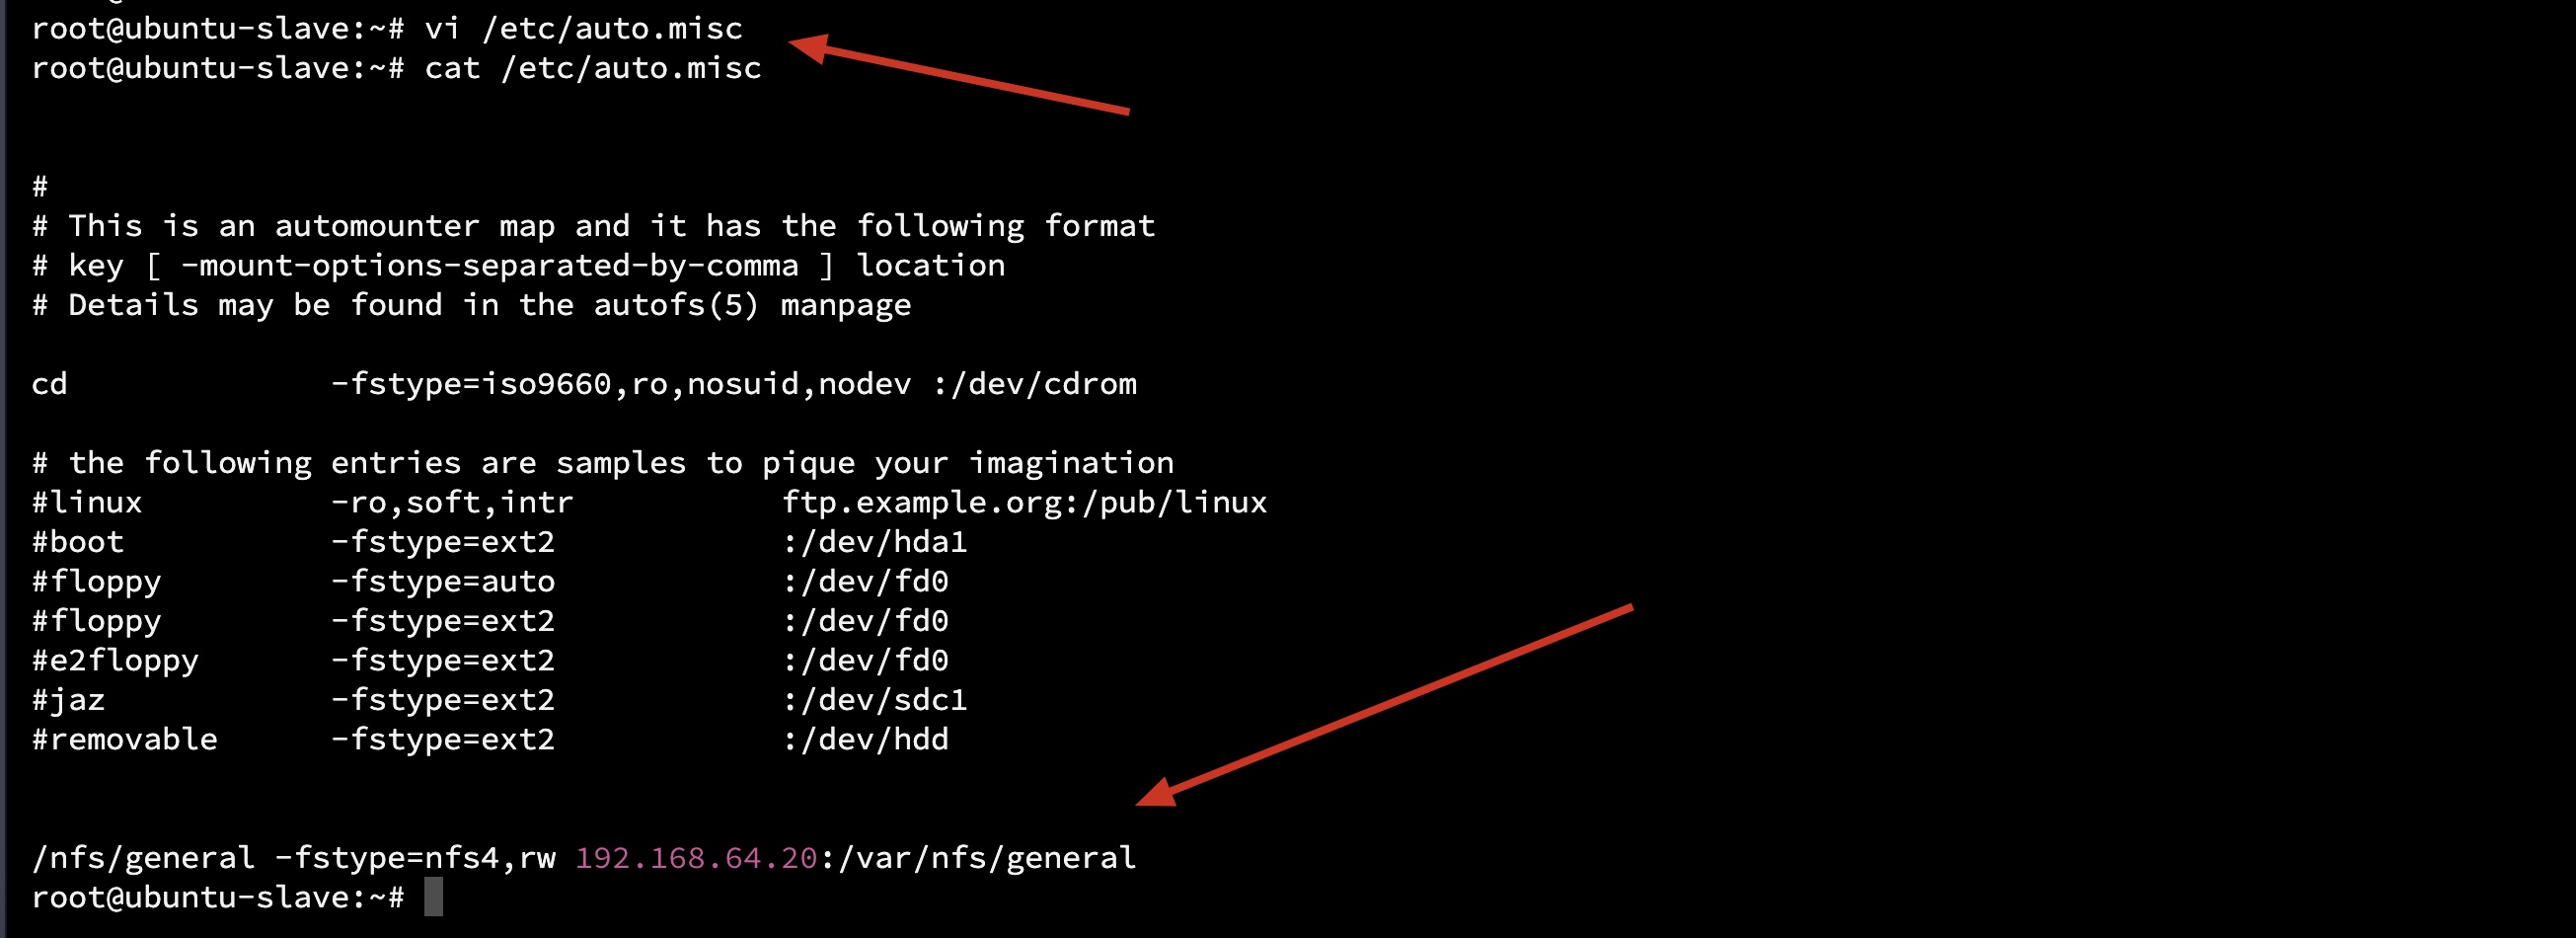 root@ubuntu-slave:~# vi /etc/auto.misc
root@ubuntu-slave:~# cat /etc/auto.misc
#
# This is an automounter map and it has the following format
# key [ -mount-options-separated-by-comma ] location
# Details may be found in the autofs(5) manpage
cd              -fstype=iso9660,ro,nosuid,nodev :/dev/cdrom
# the following entries are samples to pique your imagination
#linux          -ro,soft,intr           ftp.example.org:/pub/linux
#boot           -fstype=ext2            :/dev/hda1
#floppy         -fstype=auto            :/dev/fd0
#floppy         -fstype=ext2            :/dev/fd0
#e2floppy       -fstype=ext2            :/dev/fd0
#jaz            -fstype=ext2            :/dev/sdc1
#removable      -fstype=ext2            :/dev/hdd
/nfs/general -fstype=nfs4,rw 192.168.64.20:/var/nfs/general
root@ubuntu-slave:~#